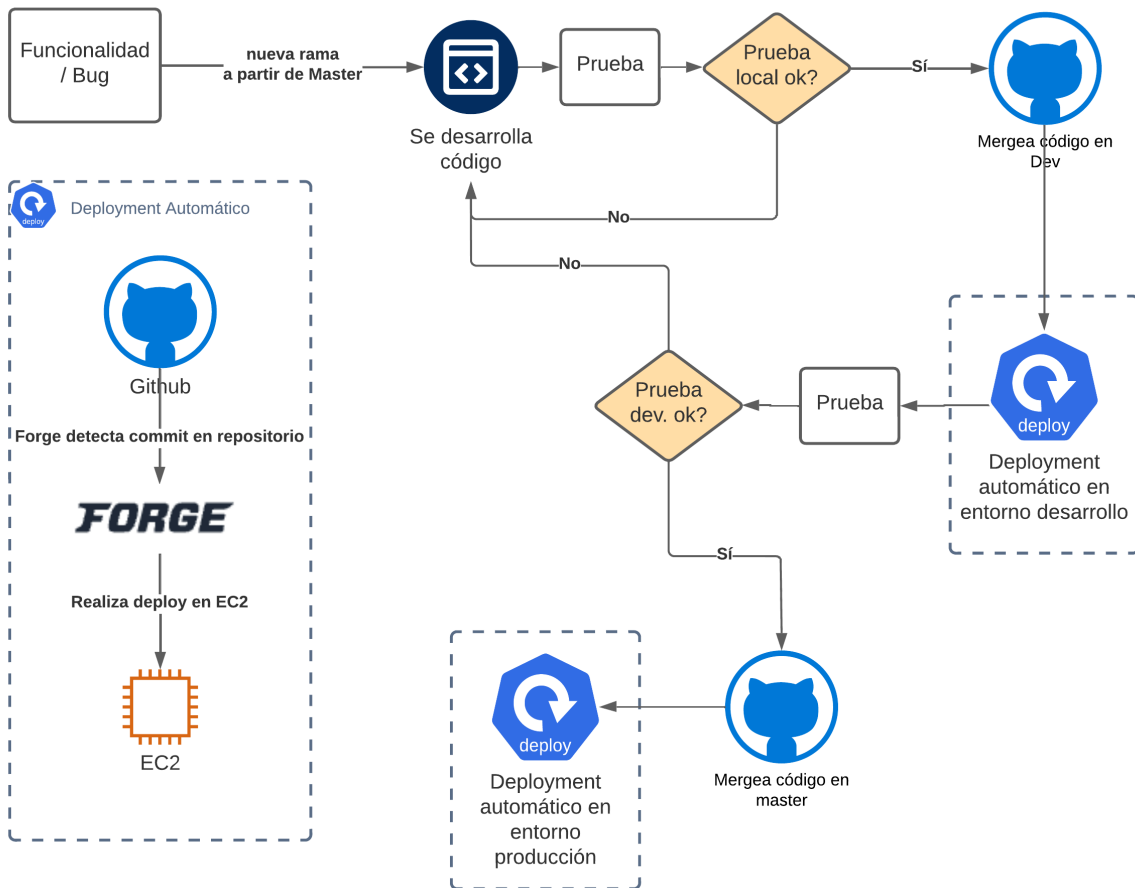 Funcionalidad
/ Bug
nueva rama
a partir de Master
Se desarrolla
código
Prueba
Prueba
local ok?
Sí
Mergea código en
Dev
No
No
deploy
Deployment Automático
Github
Forge detecta commit en repositorio
FORGE
Realiza deploy en EC2
EC2
deploy
Deployment
automático en
entorno desarrollo
Prueba
Prueba
dev. ok?
Sí
Mergea código en
master
deploy
Deployment
automático en
entorno
producción